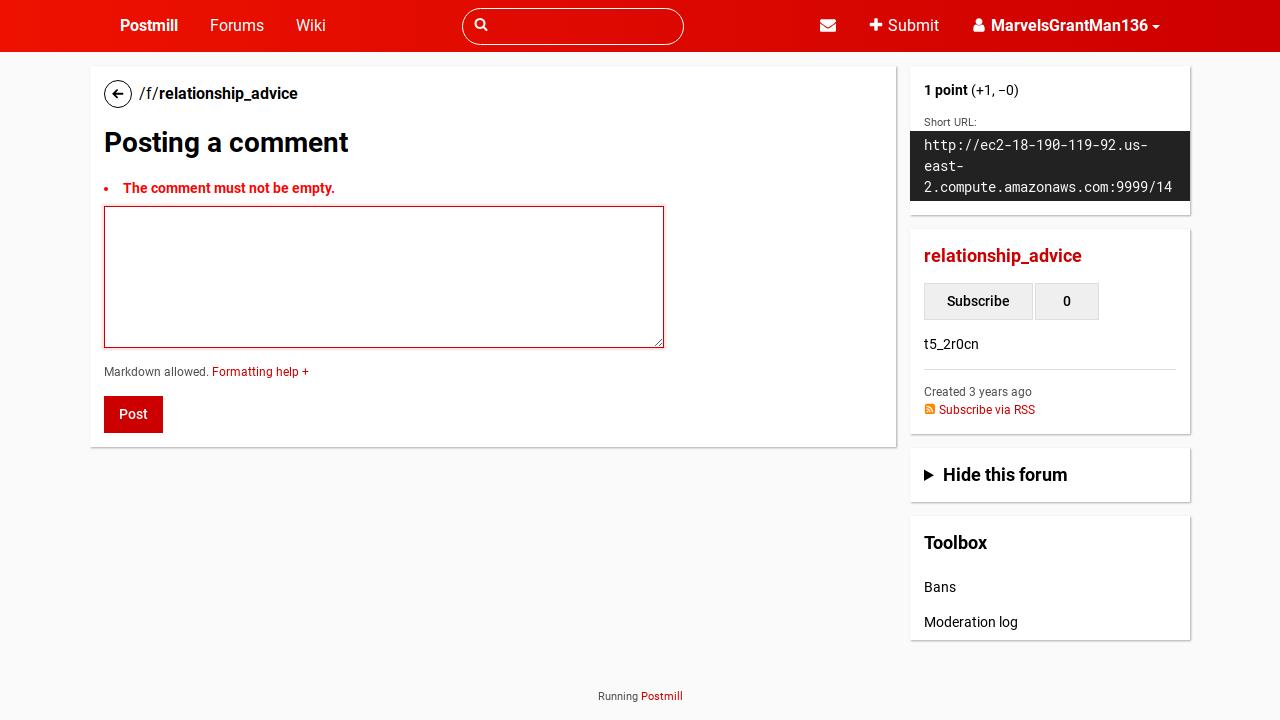 Postmill
Forums
Wiki
Submit
MarvelsGrantMan136
/f/relationship_advice
Posting a comment
The comment must not be empty.
Markdown allowed. Formatting help +
Post
1 point (+1, −0)
Short URL:
http://ec2-18-190-119-92.us-
east-
2.compute.amazonaws.com:9999/14
relationship_advice
Subscribe
0
t5_2r0cn
Created 3 years ago
Subscribe via RSS
Hide this forum
Toolbox
Bans
Moderation log
Running Postmill